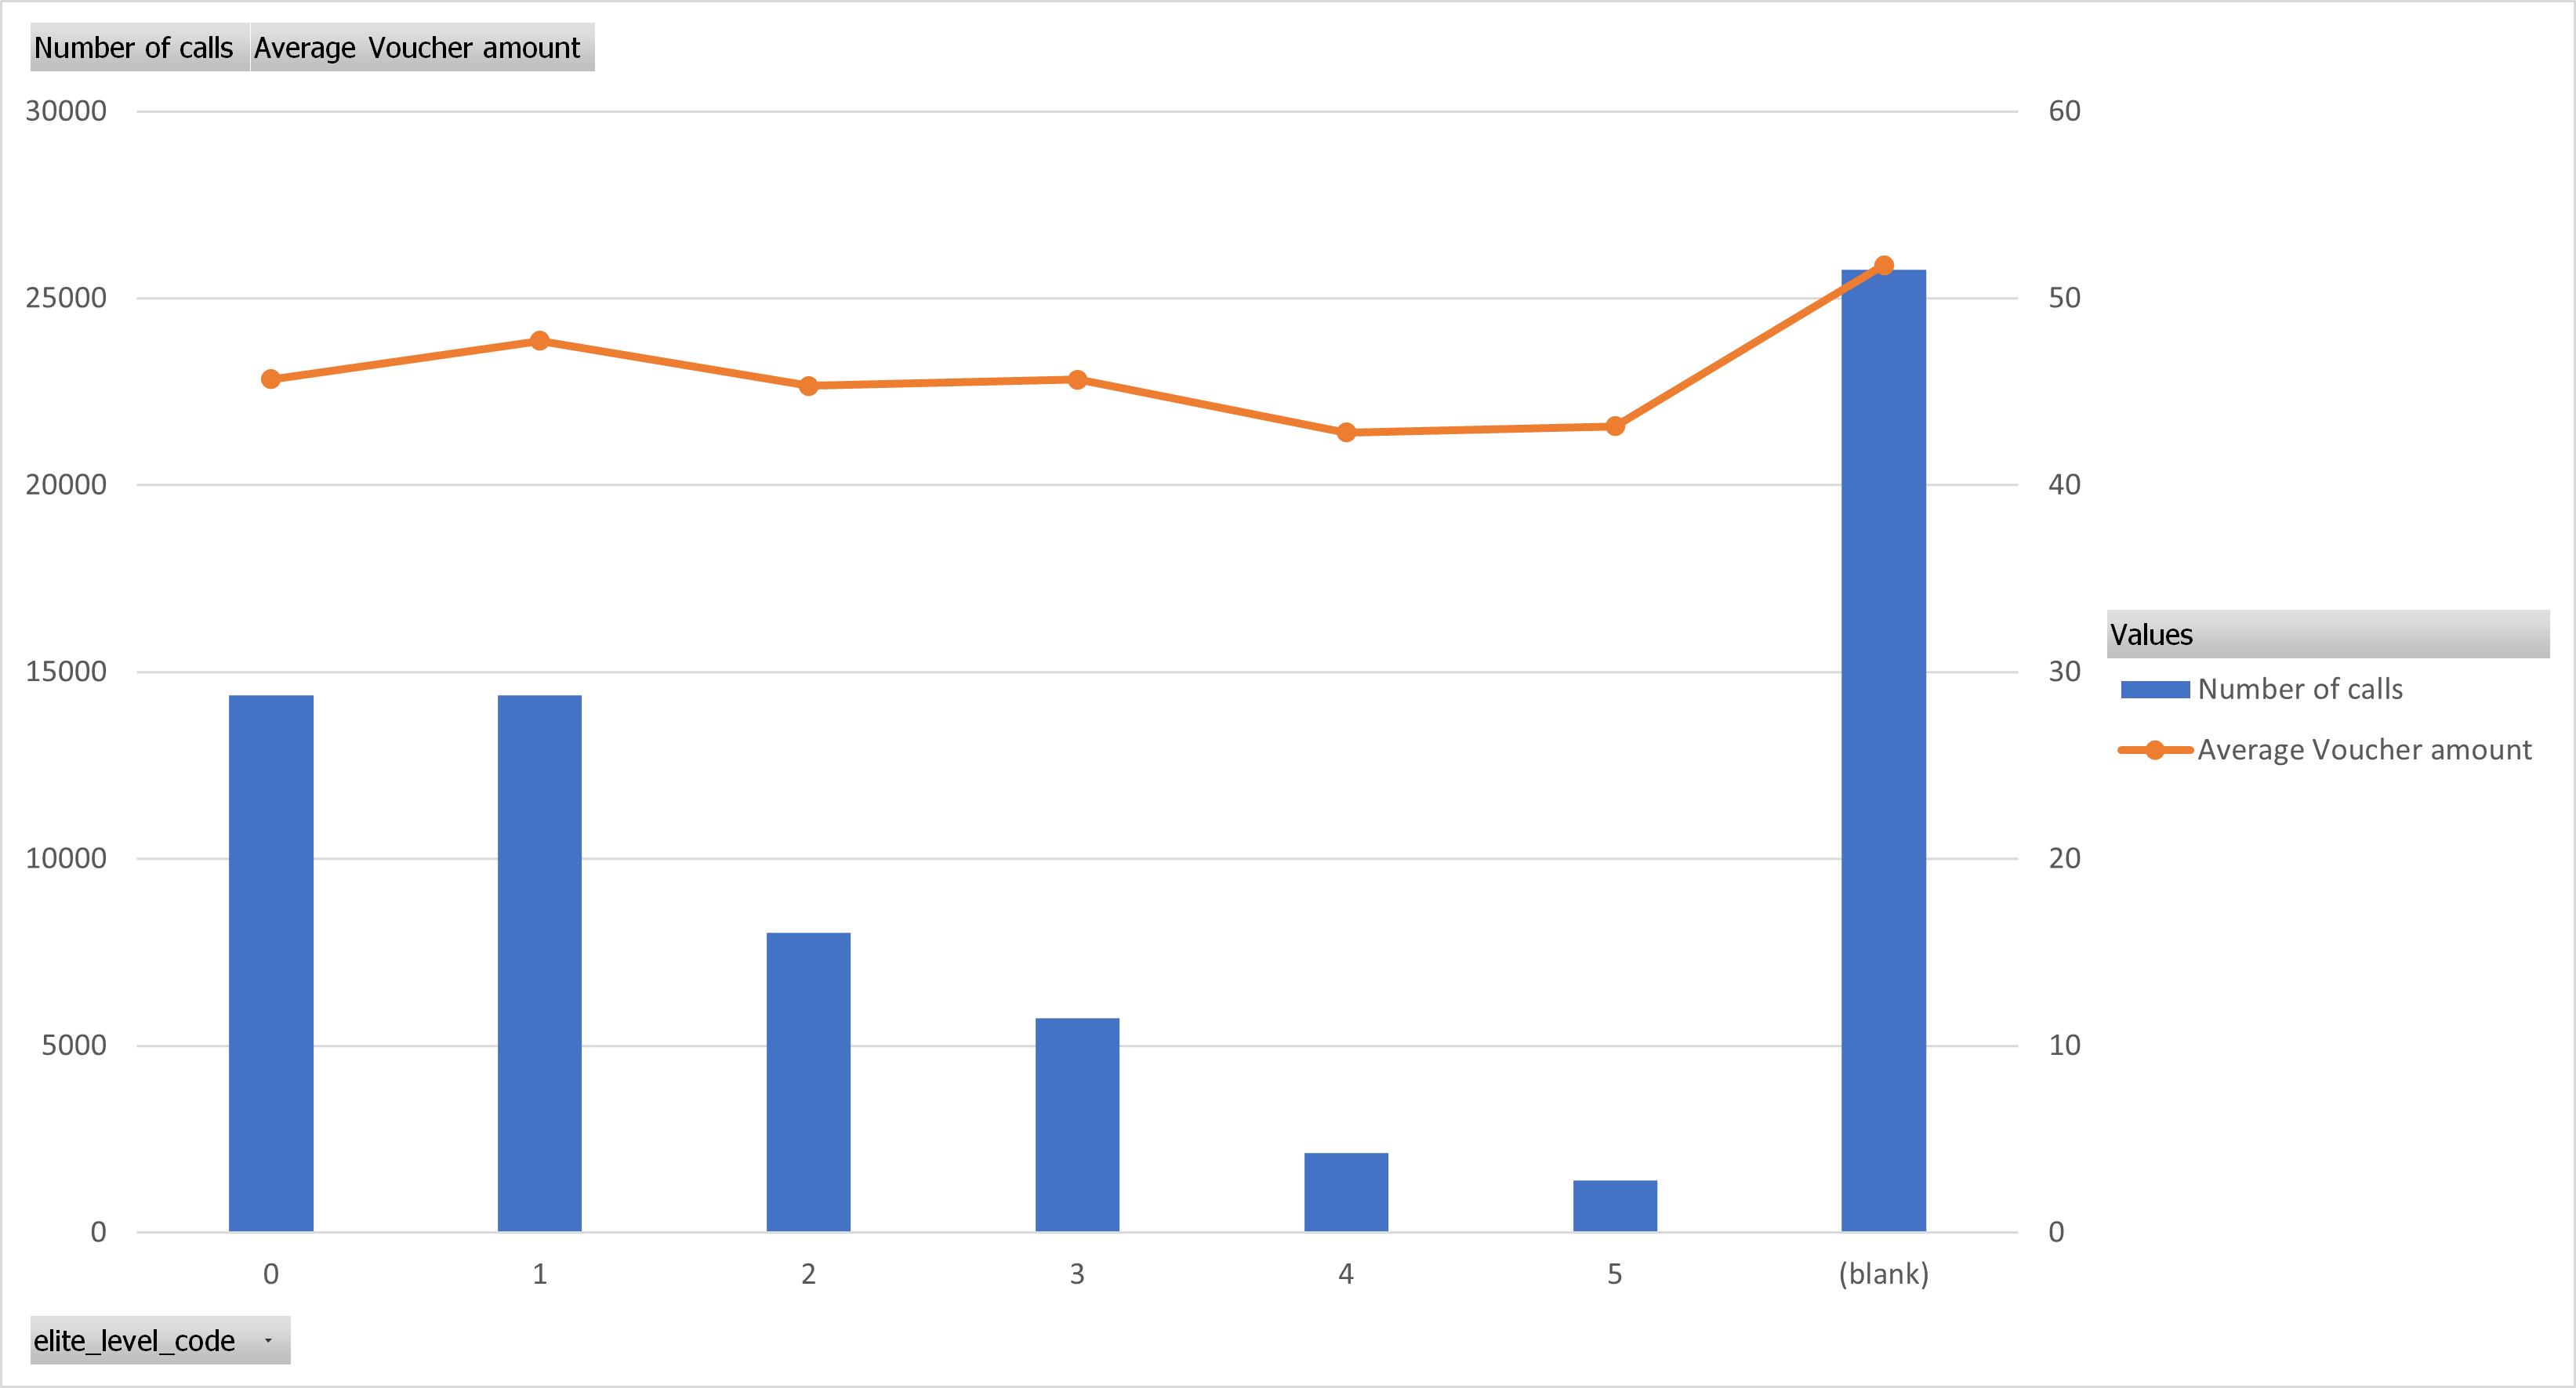 Number of calls Average Voucher amount
30000 60
25000 50
20000 40
15000 30
10000 20
5000 10
0 0
0 1 2 3 4 5 (blank)
Values
Number of calls
Average Voucher amount
elite_level_code